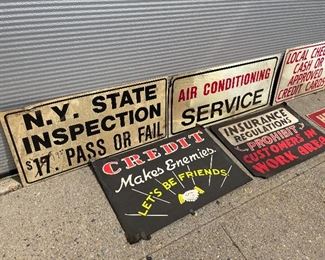 N.Y. STATE
INSPECTION
$17. PASS OR FAIL
AIR CONDITIONING
SERVICE
LOCAL CHE
CASH OR
APPROVED
CREDIT CARDS
CREDIT
Makes Enemies.
LET'S BE FRIENDS
INSURANCE
REGULATIONS
PROHIBIT
CUSTOMERS IN
WORK AREA